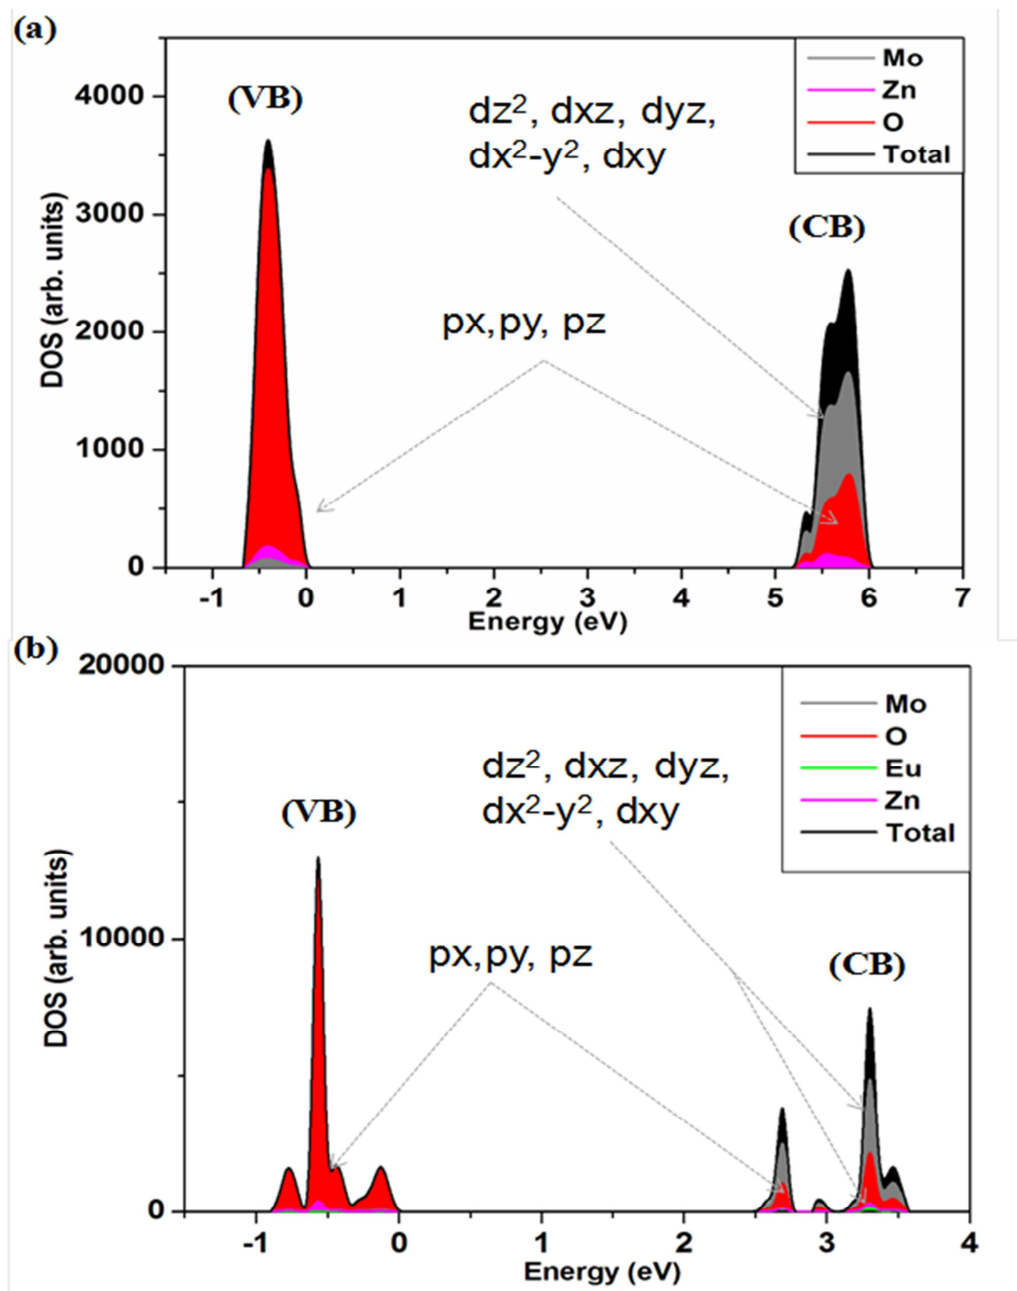 (a)
Mo
Zn
O
Total
(VB)
dz², dxz, dyz,
dx²-y², dxy
(CB)
px,py, pz
DOS (arb. units)
4000
3000
2000
1000
0
-1 0 1 2 3 4 5 6 7
Energy (eV)
(b)
Mo
O
Eu
Zn
Total
dz², dxz, dyz,
dx²-y², dxy
(VB)
px,py, pz
(CB)
DOS (arb. units)
20000
10000
0
-1 0 1 2 3 4
Energy (eV)